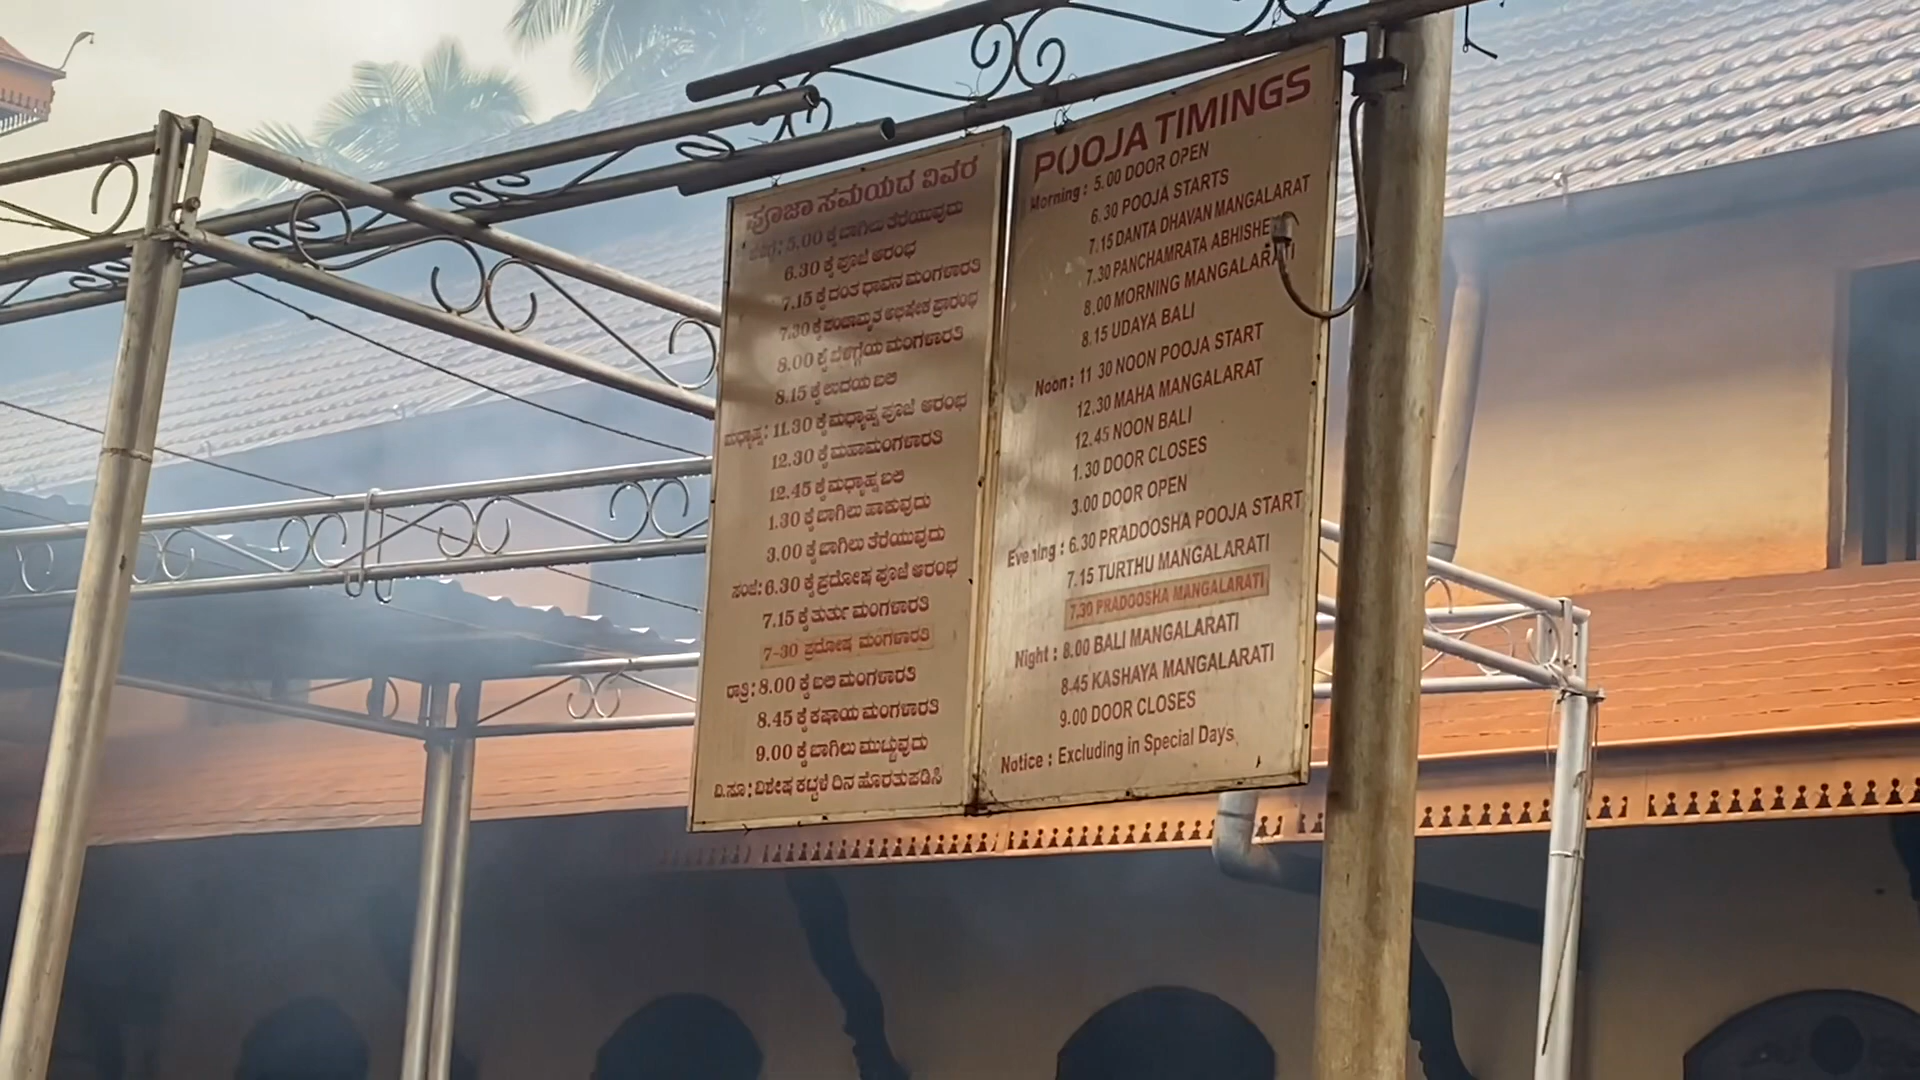 ಪೂಜಾ ಸಮಯದ ವಿವರ
5.00 ಕ್ಕೆ ಬಾಗಿಲು ತೆರೆಯುವುದು
6.30 ಕ್ಕೆ ಪೂಜೆ ಆರಂಭ
7.15 ಕ್ಕೆ ದಂತ ಧಾವನ ಮಂಗಳಾರತಿ
7.30 ಕ್ಕೆ ಪಂಚಾಮೃತ ಅಭಿಷೇಕ ಪ್ರಾರಂಭ
8.00 ಕ್ಕೆ ಬೆಳಗ್ಗೆಯ ಮಂಗಳಾರತಿ
8.15 ಕ್ಕೆ ಉದಯ ಬಲಿ
ಮಧ್ಯಾಹ್ನ: 11.30 ಕ್ಕೆ ಮಧ್ಯಾಹ್ನ ಪೂಜೆ ಆರಂಭ
12.30 ಕ್ಕೆ ಮಹಾಮಂಗಳಾರತಿ
12.45 ಕ್ಕೆ ಮಧ್ಯಾಹ್ನ ಬಲಿ
1.30 ಕ್ಕೆ ಬಾಗಿಲು ಹಾಕುವುದು
3.00 ಕ್ಕೆ ಬಾಗಿಲು ತೆರೆಯುವುದು
ಸಂಜೆ: 6.30 ಕ್ಕೆ ಪ್ರದೋಷ ಪೂಜೆ ಆರಂಭ
7.15 ಕ್ಕೆ ತುರ್ತು ಮಂಗಳಾರತಿ
7-30 ಪ್ರದೋಷ ಮಂಗಳಾರತಿ
ರಾತ್ರಿ: 8.00 ಕ್ಕೆ ಬಲಿ ಮಂಗಳಾರತಿ
8.45 ಕ್ಕೆ ಕಷಾಯ ಮಂಗಳಾರತಿ
9.00 ಕ್ಕೆ ಬಾಗಿಲು ಮುಚ್ಚುವುದು
ವಿ.ಸೂ: ವಿಶೇಷ ಕಟ್ಟಳೆ ದಿನ ಹೊರತುಪಡಿಸಿ
POOJA TIMINGS
Morning : 5.00 DOOR OPEN
6.30 POOJA STARTS
7.15 DANTA DHAVAN MANGALARAT
7.30 PANCHAMRATA ABHISHE
8.00 MORNING MANGALARATI
8.15 UDAYA BALI
Noon : 11 30 NOON POOJA START
12.30 MAHA MANGALARAT
12.45 NOON BALI
1.30 DOOR CLOSES
3.00 DOOR OPEN
Evening : 6.30 PRADOOSHA POOJA START
7.15 TURTHU MANGALARATI
7.30 PRADOOSHA MANGALARATI
Night : 8.00 BALI MANGALARATI
8.45 KASHAYA MANGALARATI
9.00 DOOR CLOSES
Notice : Excluding in Special Days